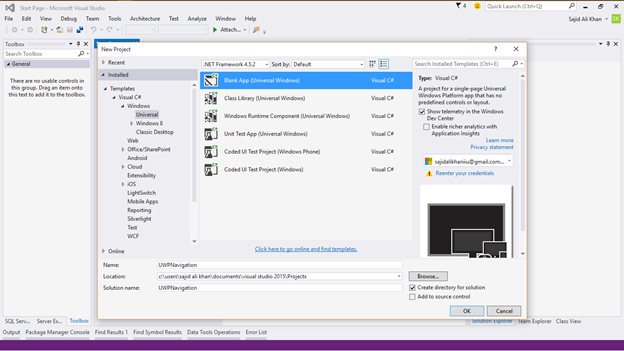 Start Page - Microsoft Visual Studio
4
Quick Launch (Ctrl+Q)
File Edit View Debug Team Tools Architecture Test Analyze Window Help
Sajid Ali Khan
Attach...
Toolbox
Search Toolbox
General
There are no usable controls in
this group. Drag an item onto
this text to add it to the toolbox.
New Project
Recent
Installed
.NET Framework 4.5.2 Sort by: Default
Search Installed Templates (Ctrl+E)
Templates
Visual C#
Windows
Universal
Windows 8
Classic Desktop
Web
Office/SharePoint
Android
Cloud
Extensibility
iOS
LightSwitch
Mobile Apps
Reporting
Silverlight
Test
WCF
Online
Blank App (Universal Windows) Visual C#
Class Library (Universal Windows) Visual C#
Windows Runtime Component (Universal Windows) Visual C#
Unit Test App (Universal Windows) Visual C#
Coded UI Test Project (Windows Phone) Visual C#
Coded UI Test Project (Windows) Visual C#
Click here to go online and find templates.
Type: Visual C#
A project for a single-page Universal
Windows Platform app that has no
predefined controls or layout.
Show telemetry in the Windows
Dev Center
Enable richer analytics with
Application Insights
Learn more
Privacy statement
sajidalikhaniiu@gmail.com...
Reenter your credentials
Name: UWPNavigation
Location: c:\users\sajid ali khan\documents\visual studio 2015\Projects
Browse...
Solution name: UWPNavigation
Create directory for solution
Add to source control
OK Cancel
SQL Serv... Server Ex... Toolbox
Solution Explorer Team Explorer Class View
Output Package Manager Console Find Results 1 Find Symbol Results Data Tools Operations Error List